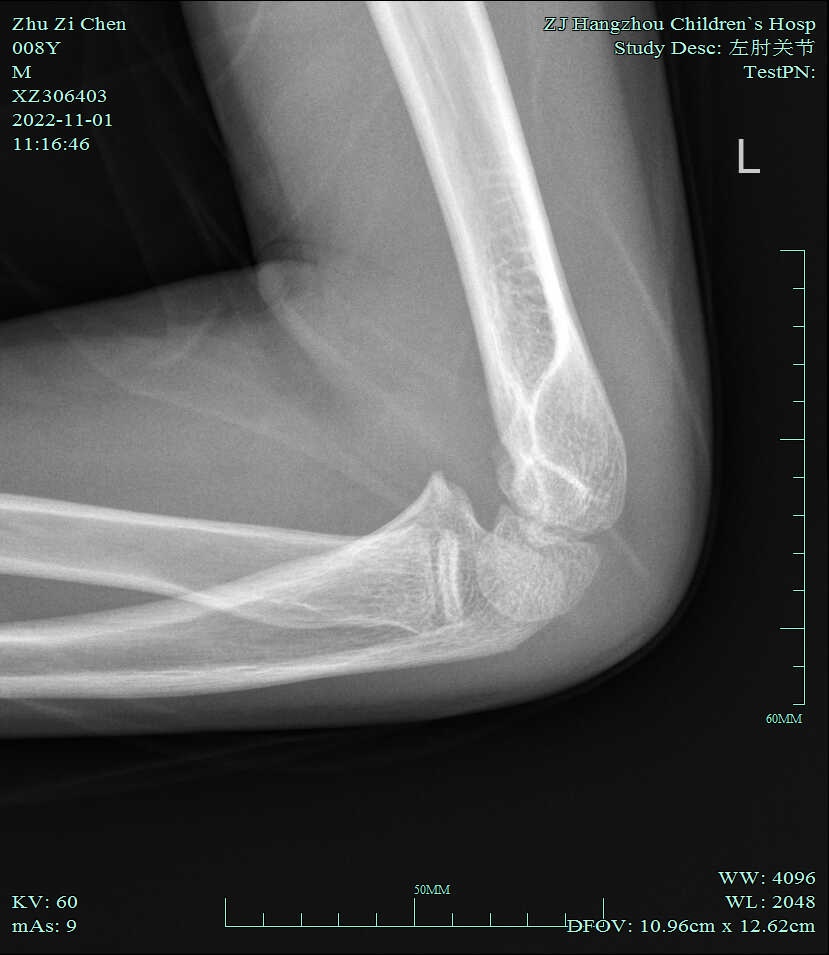 Zhu Zi Chen
008Y
M
XZ306403
2022-11-01
11:16:46
ZJ Hangzhou Children`s Hosp
Study Desc: 左肘关节
TestPN:
L
60MM
50MM
KV: 60
mAs: 9
WW: 4096
WL: 2048
DFOV: 10.96cm x 12.62cm